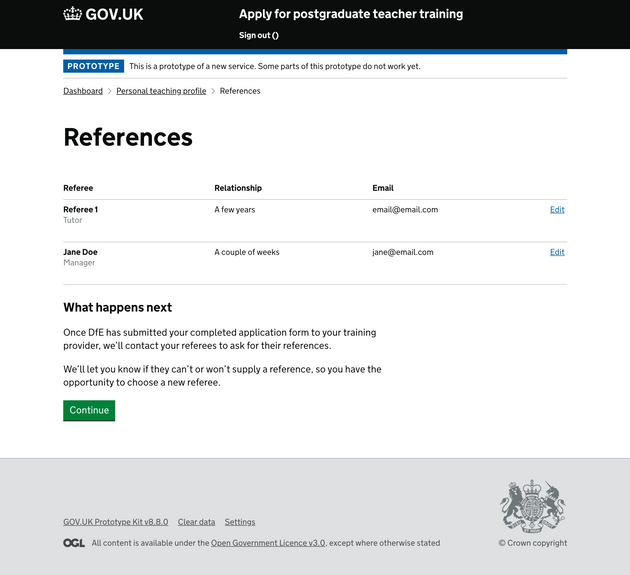 GOV.UK
Apply for postgraduate teacher training
Sign out ()
PROTOTYPE This is a prototype of a new service. Some parts of this prototype do not work yet.
Dashboard > Personal teaching profile > References
References
Referee Relationship Email
Referee 1 A few years email@email.com Edit
Tutor
Jane Doe A couple of weeks jane@email.com Edit
Manager
What happens next
Once DfE has submitted your completed application form to your training
provider, we’ll contact your referees to ask for their references.
We’ll let you know if they can’t or won’t supply a reference, so you have the
opportunity to choose a new referee.
Continue
GOV.UK Prototype Kit v8.8.0 Clear data Settings
OGL All content is available under the Open Government Licence v3.0, except where otherwise stated
© Crown copyright